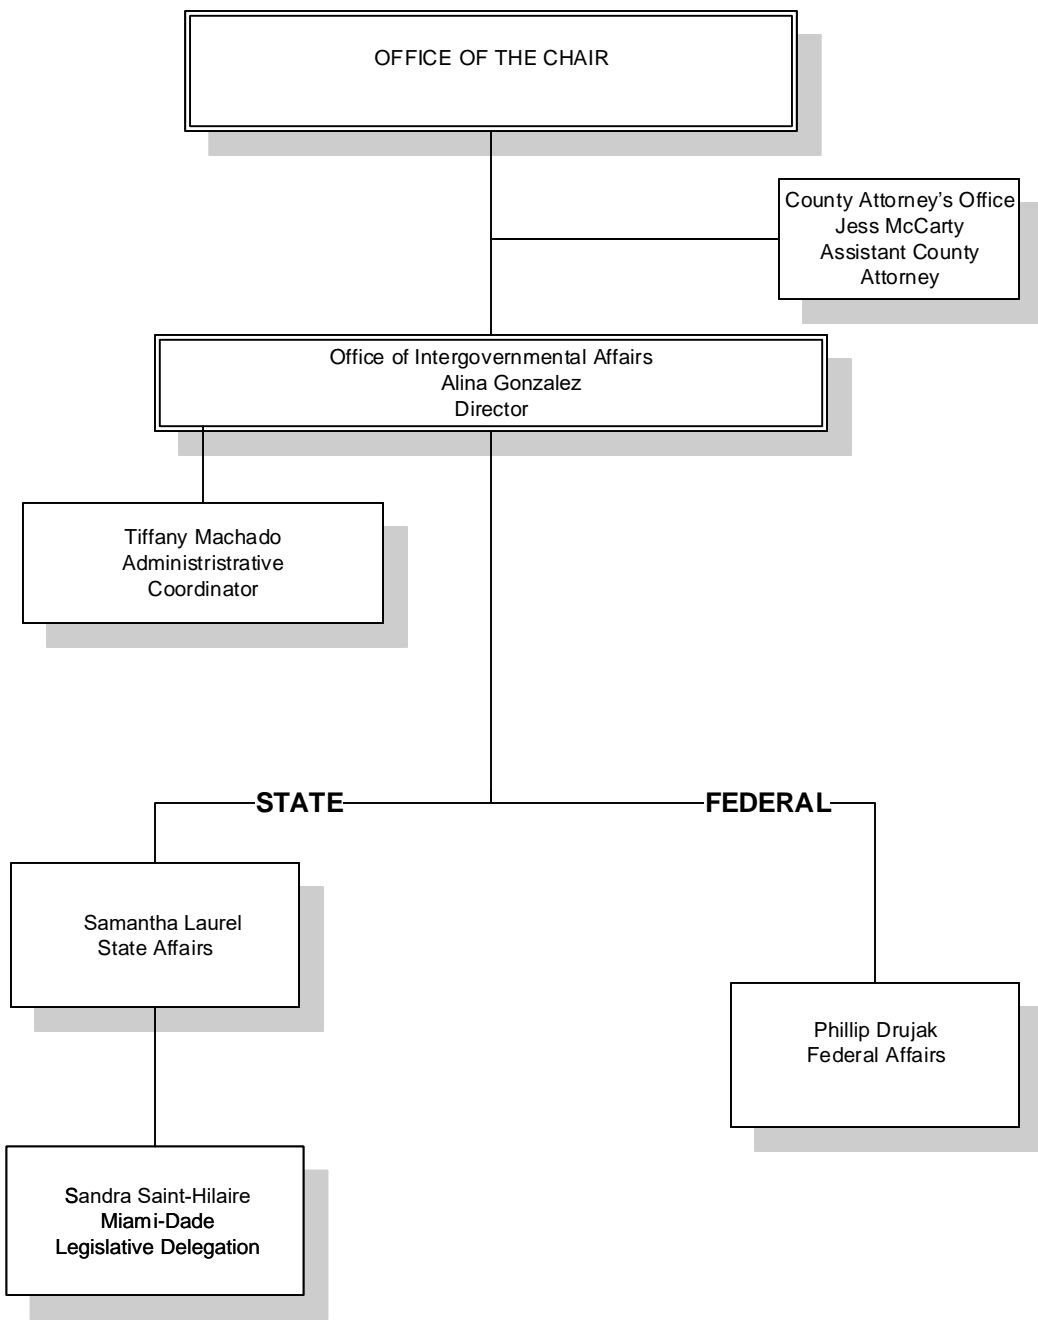 OFFICE OF THE CHAIR
County Attorney’s Office
Jess McCarty
Assistant County
Attorney
Office of Intergovernmental Affairs
Alina Gonzalez
Director
Tiffany Machado
Administristrative
Coordinator
STATE
FEDERAL
Samantha Laurel
State Affairs
Phillip Drujak
Federal Affairs
Sandra Saint-Hilaire
Miami-Dade
Legislative Delegation